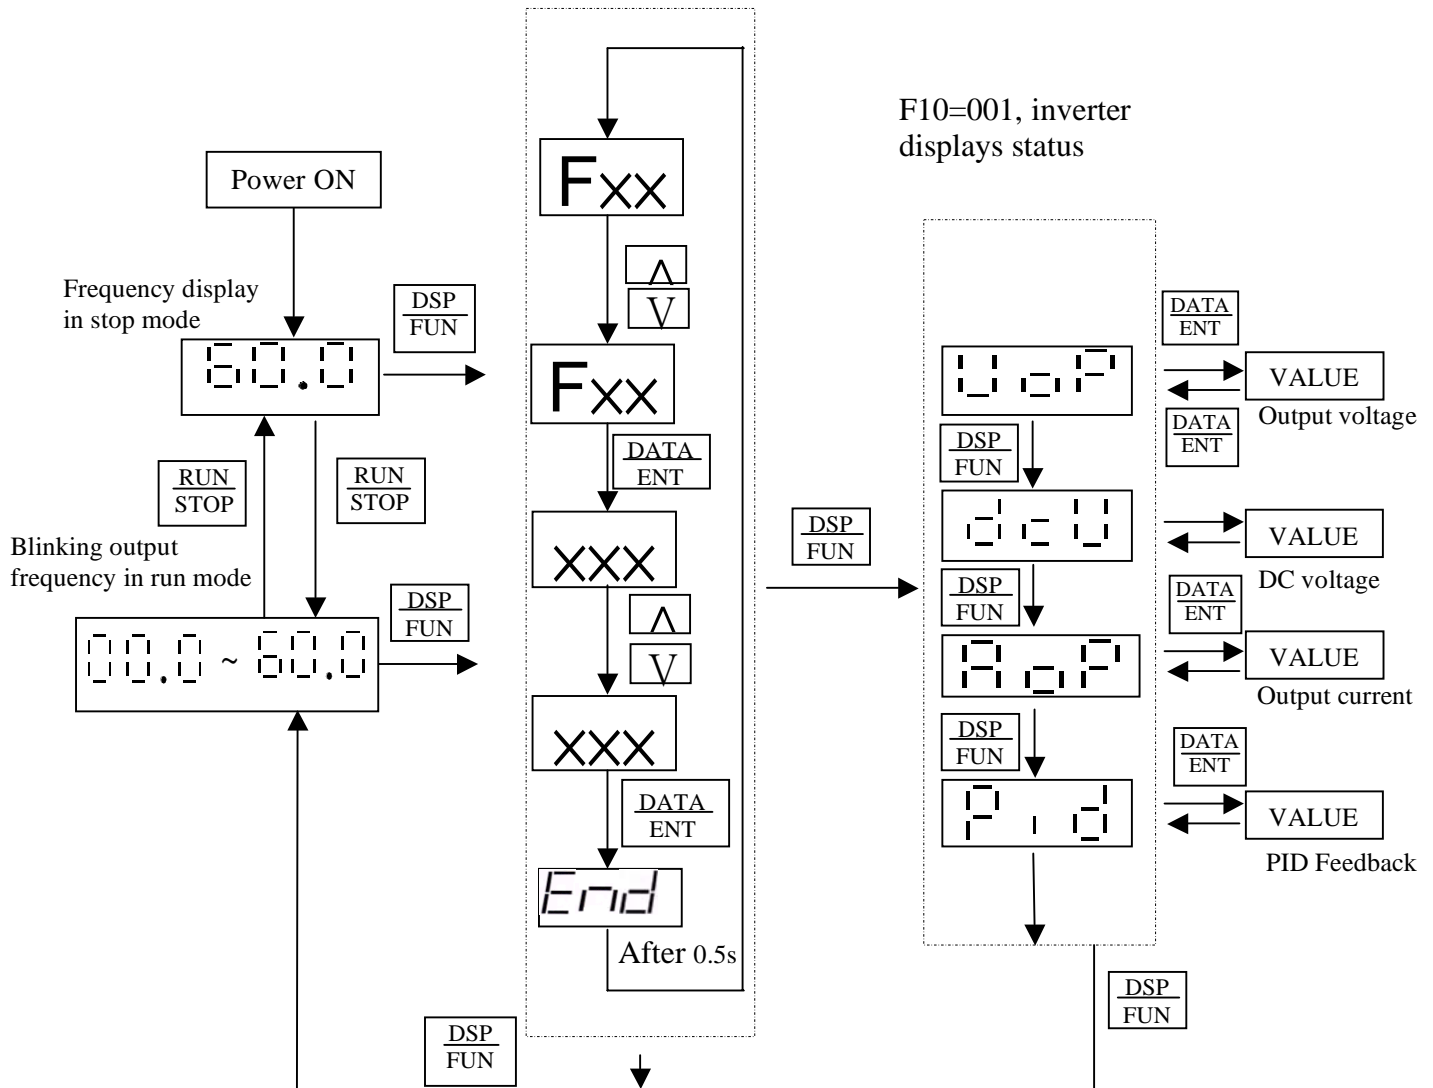 F10=001, inverter
displays status
Power ON
Fxx
Frequency display
in stop mode
DSP
FUN
60.0
Λ
V
Fxx
DATA
ENT
RUN
STOP
RUN
STOP
xxx
Blinking output
frequency in run mode
DSP
FUN
00.0 ~ 60.0
Λ
V
xxx
DATA
ENT
End
After 0.5s
DSP
FUN
DSP
FUN
UoP
DATA
ENT
VALUE
Output voltage
DATA
ENT
DSP
FUN
dcU
VALUE
DC voltage
DSP
FUN
DATA
ENT
AoP
VALUE
Output current
DSP
FUN
DATA
ENT
Pid
VALUE
PID Feedback
DSP
FUN